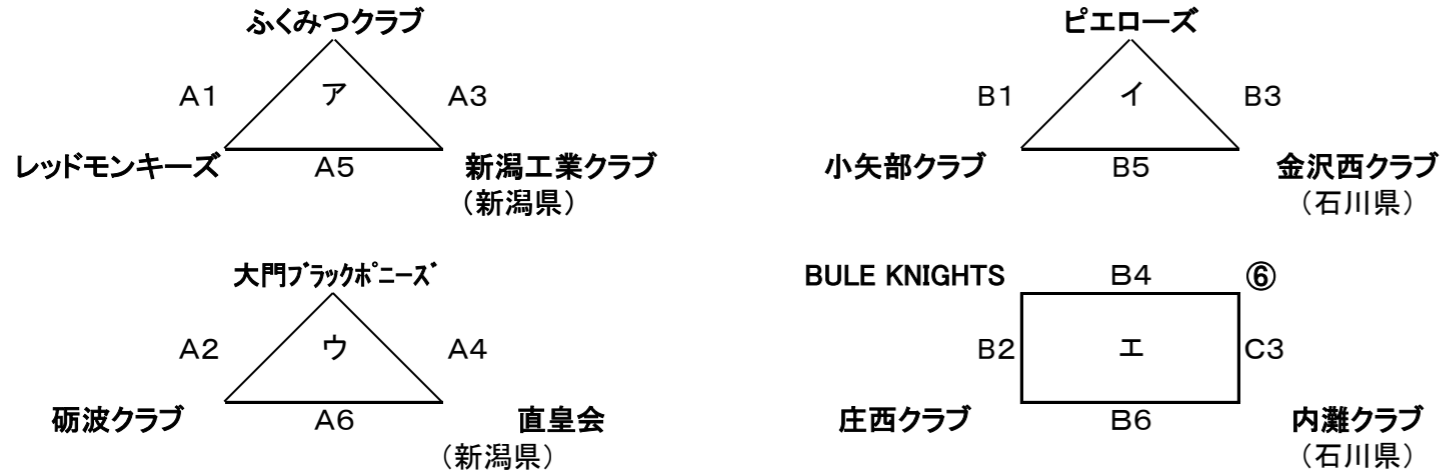 ふくみつクラブ
ピエローズ
A1
ア
A3
B1
イ
B3
レッドモンキーズ
A5
新潟工業クラブ
(新潟県)
小矢部クラブ
B5
金沢西クラブ
(石川県)
大門ﾌﾞﾗｯｸﾎﾟﾆｰｽﾞ
BULE KNIGHTS
B4
⑥
A2
ウ
A4
B2
エ
C3
砺波クラブ
A6
直皇会
(新潟県)
庄西クラブ
B6
内灘クラブ
(石川県)